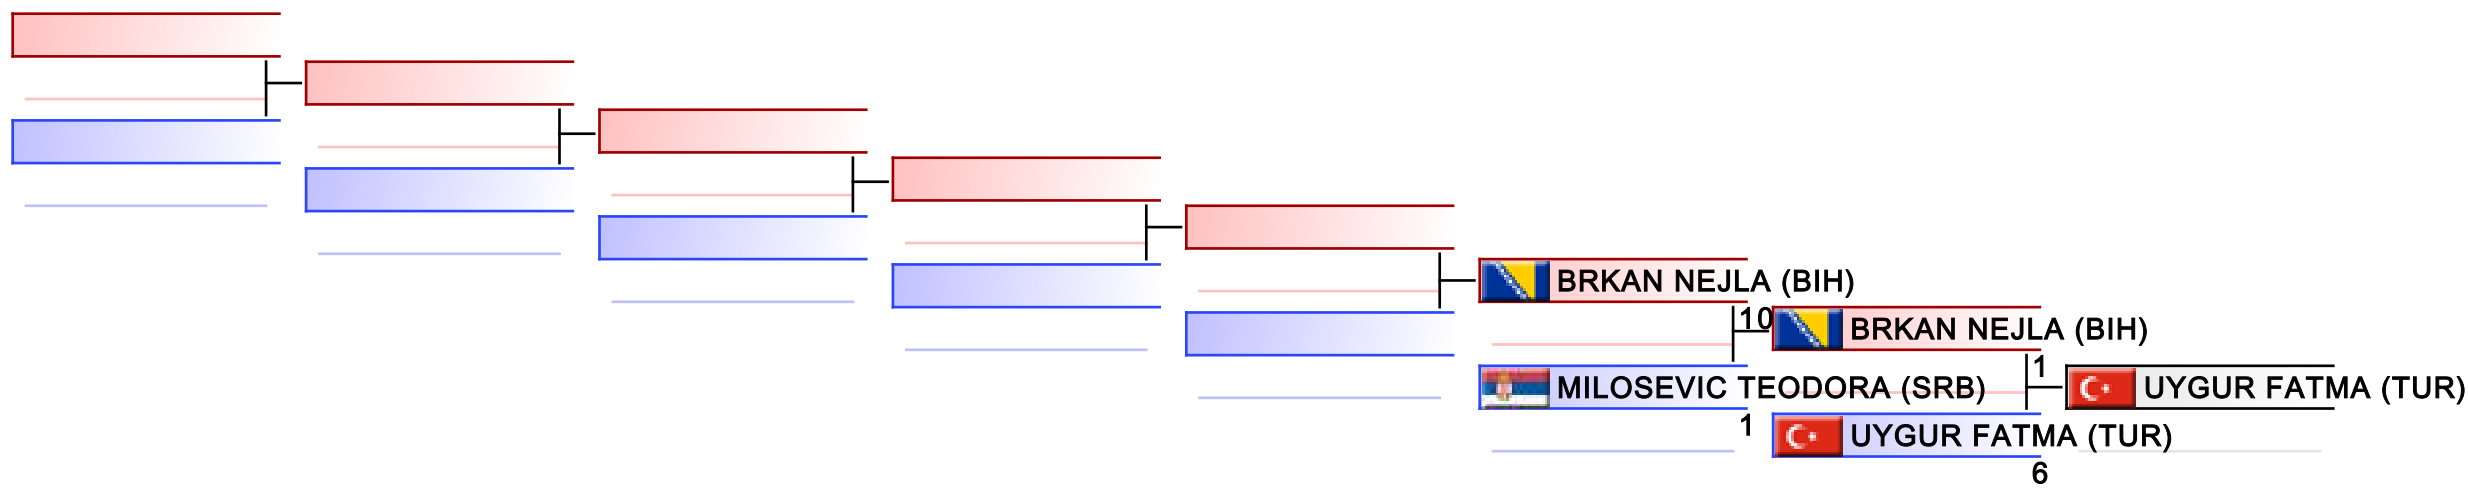 BRKAN NEJLA (BIH)
10
BRKAN NEJLA (BIH)
1
MILOSEVIC TEODORA (SRB)
UYGUR FATMA (TUR)
1
UYGUR FATMA (TUR)
6